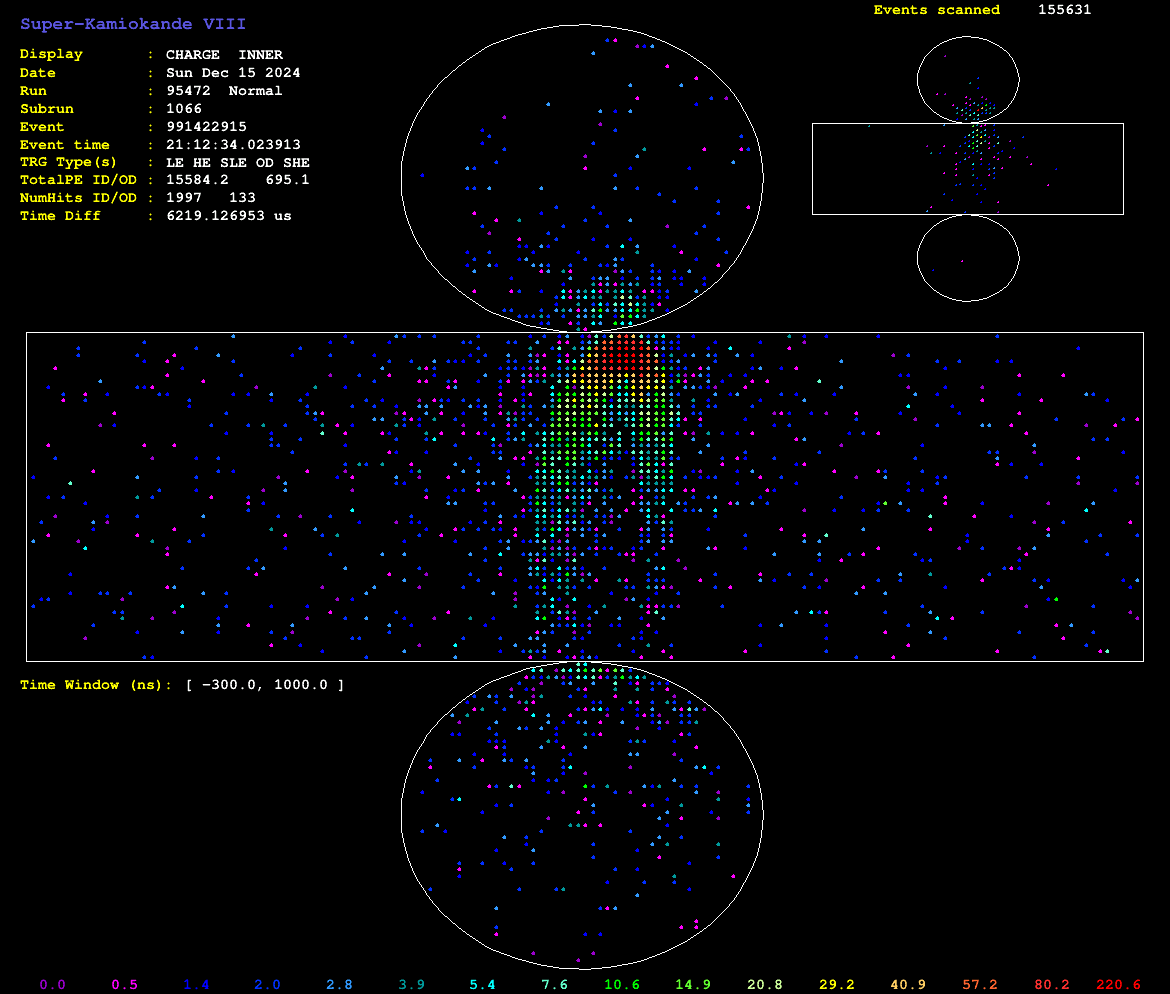 Super-Kamiokande VIII
Events scanned 155631
Display : CHARGE INNER
Date : Sun Dec 15 2024
Run : 95472 Normal
Subrun : 1066
Event : 991422915
Event time : 21:12:34.023913
TRG Type(s) : LE HE SLE OD SHE
TotalPE ID/OD : 15584.2 695.1
NumHits ID/OD : 1997 133
Time Diff : 6219.126953 us
Time Window (ns): [ -300.0, 1000.0 ]
0.0 0.5 1.4 2.0 2.8 3.9 5.4 7.6 10.6 14.9 20.8 29.2 40.9 57.2 80.2 220.6